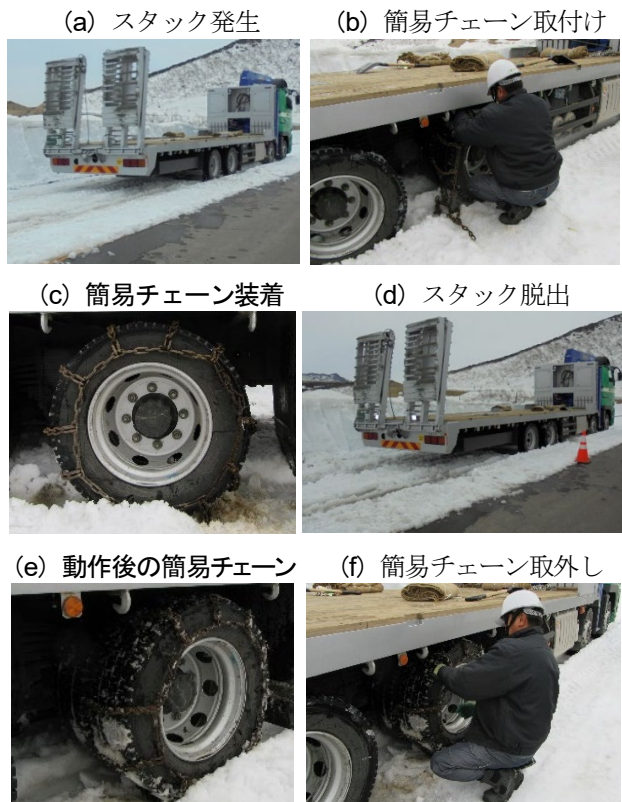 (a) スタック発生
(b) 簡易チェーン取付け
(c) 簡易チェーン装着
(d) スタック脱出
(e) 動作後の簡易チェーン
(f) 簡易チェーン取外し